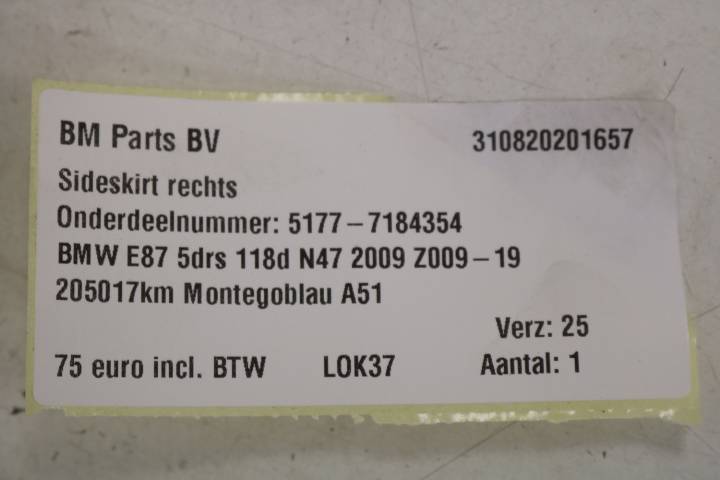 BM Parts BV 310820201657
Sideskirt rechts
Onderdeelnummer: 5177-7184354
BMW E87 5drs 118d N47 2009 Z009-19
205017km Montegoblau A51
Verz: 25
75 euro incl. BTW LOK37 Aantal: 1